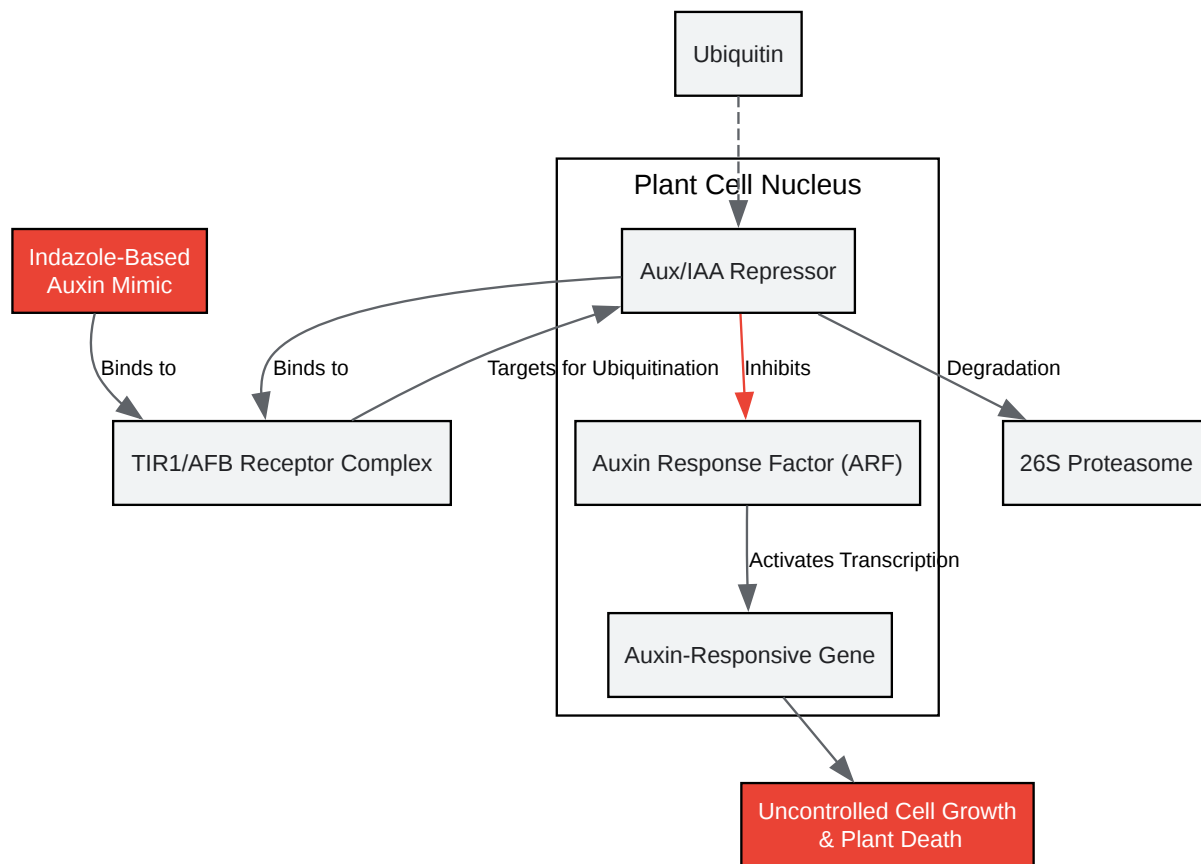 Ubiquitin
Plant Cell Nucleus
Indazole-Based
Auxin Mimic
Aux/IAA Repressor
Binds to
Binds to
Targets for Ubiquitination
Inhibits
Degradation
TIR1/AFB Receptor Complex
Auxin Response Factor (ARF)
26S Proteasome
Activates Transcription
Auxin-Responsive Gene
Uncontrolled Cell Growth
& Plant Death